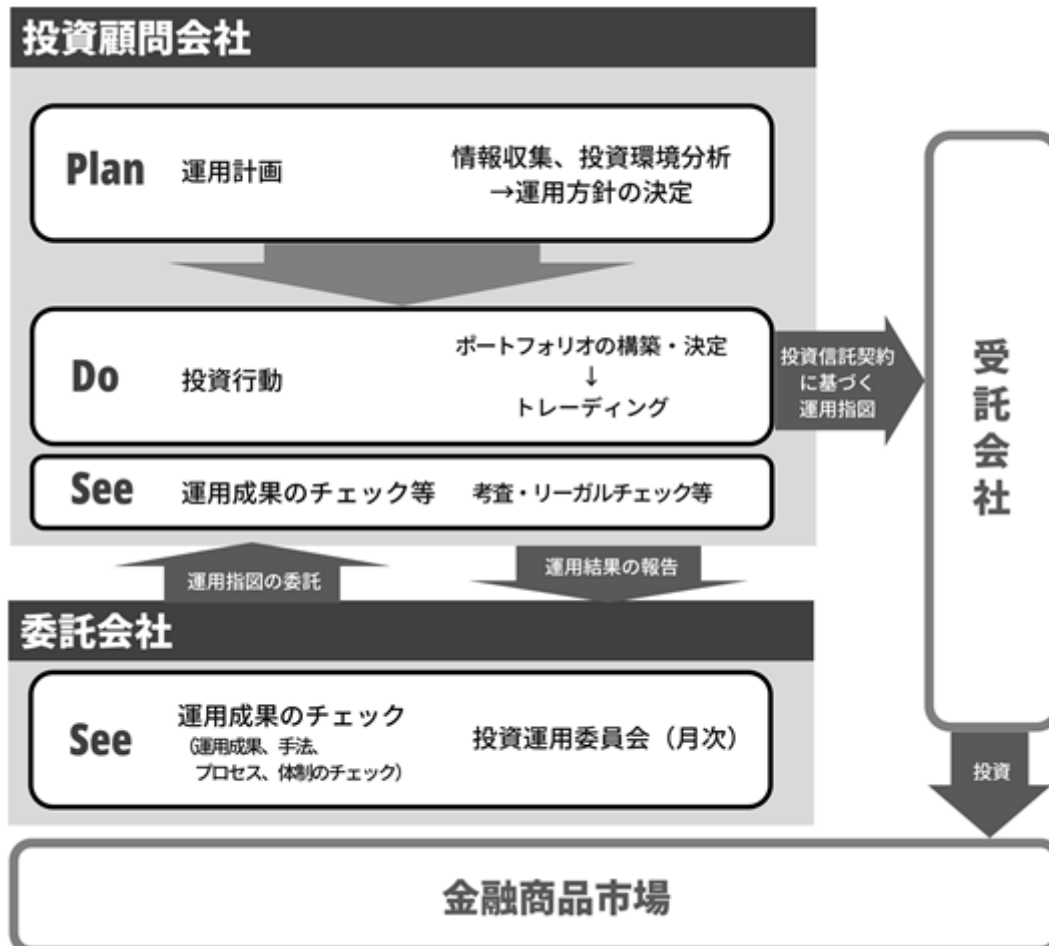 投資顧問会社
Plan 運用計画
情報収集、投資環境分析
→運用方針の決定
Do 投資行動
ポートフォリオの構築・決定
↓
トレーディング
投資信託契約
に基づく
運用指図
受託会社
See 運用成果のチェック等 考査・リーガルチェック等
運用指図の委託
運用結果の報告
委託会社
See 運用成果のチェック
(運用成果、手法、
プロセス、体制のチェック)
投資運用委員会（月次）
投資
金融商品市場